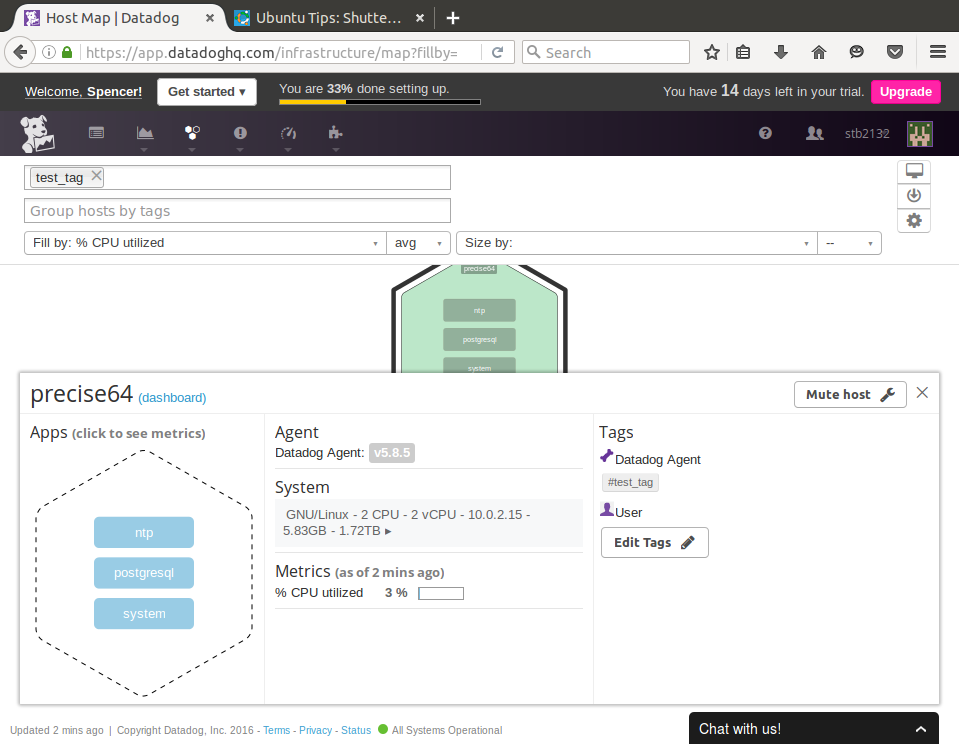 Host Map | Datadog ×
Ubuntu Tips: Shutte... ×
https://app.datadoghq.com/infrastructure/map?fillby=
Search
Welcome, Spencer!
Get started ▾
You are 33% done setting up.
You have 14 days left in your trial.
Upgrade
stb2132
test_tag
Group hosts by tags
Fill by: % CPU utilized
avg
Size by:
--
precise64
ntp
postgresql
system
precise64 (dashboard)
Mute host
Apps (click to see metrics)
ntp
postgresql
system
Agent
Datadog Agent: v5.8.5
System
GNU/Linux - 2 CPU - 2 vCPU - 10.0.2.15 -
5.83GB - 1.72TB ▸
Metrics (as of 2 mins ago)
% CPU utilized 3 %
Tags
Datadog Agent
#test_tag
User
Edit Tags
Updated 2 mins ago | Copyright Datadog, Inc. 2016 - Terms - Privacy - Status All Systems Operational
Chat with us!